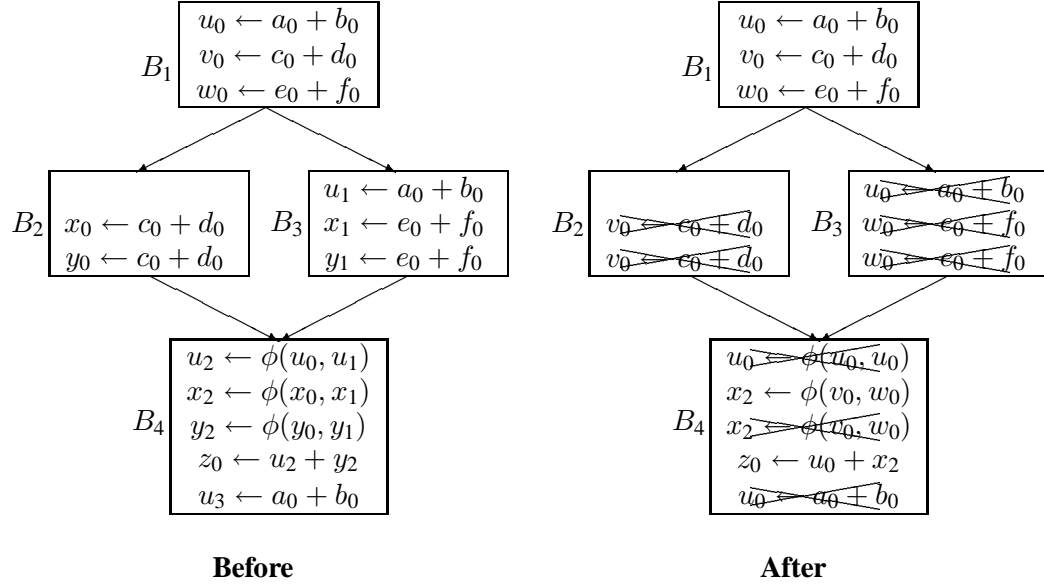 B₁
u₀ ← a₀ + b₀
v₀ ← c₀ + d₀
w₀ ← e₀ + f₀
B₂
x₀ ← c₀ + d₀
y₀ ← c₀ + d₀
B₃
u₁ ← a₀ + b₀
x₁ ← e₀ + f₀
y₁ ← e₀ + f₀
B₄
u₂ ← ϕ(u₀, u₁)
x₂ ← ϕ(x₀, x₁)
y₂ ← ϕ(y₀, y₁)
z₀ ← u₂ + y₂
u₃ ← a₀ + b₀
Before
B₁
u₀ ← a₀ + b₀
v₀ ← c₀ + d₀
w₀ ← e₀ + f₀
B₂
v₀ ← c₀ + d₀
v₀ ← c₀ + d₀
B₃
u₀ ← a₀ + b₀
w₀ ← e₀ + f₀
w₀ ← e₀ + f₀
B₄
u₀ ← ϕ(u₀, u₀)
x₂ ← ϕ(v₀, w₀)
x₂ ← ϕ(v₀, w₀)
z₀ ← u₀ + x₂
u₀ ← a₀ + b₀
After